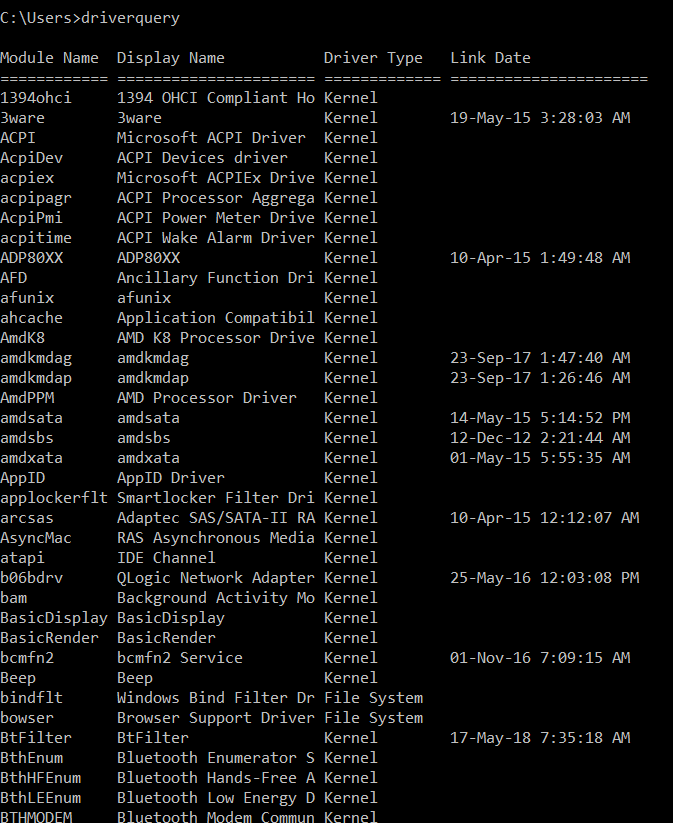 C:\Users>driverquery
Module Name  Display Name           Driver Type   Link Date
============ ====================== ============= ======================
1394ohci     1394 OHCI Compliant Ho Kernel
3ware        3ware                  Kernel        19-May-15 3:28:03 AM
ACPI         Microsoft ACPI Driver  Kernel
AcpiDev      ACPI Devices driver    Kernel
acpiex       Microsoft ACPIEx Drive Kernel
acpipagr     ACPI Processor Aggrega Kernel
AcpiPmi      ACPI Power Meter Drive Kernel
acpitime     ACPI Wake Alarm Driver Kernel
ADP80XX      ADP80XX                Kernel        10-Apr-15 1:49:48 AM
AFD          Ancillary Function Dri Kernel
afunix       afunix                 Kernel
ahcache      Application Compatibil Kernel
AmdK8        AMD K8 Processor Drive Kernel
amdkmdag     amdkmdag               Kernel        23-Sep-17 1:47:40 AM
amdkmdap     amdkmdap               Kernel        23-Sep-17 1:26:46 AM
AmdPPM       AMD Processor Driver   Kernel
amdsata      amdsata                Kernel        14-May-15 5:14:52 PM
amdsbs       amdsbs                 Kernel        12-Dec-12 2:21:44 AM
amdxata      amdxata                Kernel        01-May-15 5:55:35 AM
AppID        AppID Driver           Kernel
applockerflt Smartlocker Filter Dri Kernel
arcsas       Adaptec SAS/SATA-II RA Kernel        10-Apr-15 12:12:07 AM
AsyncMac     RAS Asynchronous Media Kernel
atapi        IDE Channel            Kernel
b06bdrv      QLogic Network Adapter Kernel        25-May-16 12:03:08 PM
bam          Background Activity Mo Kernel
BasicDisplay BasicDisplay           Kernel
BasicRender  BasicRender            Kernel
bcmfn2       bcmfn2 Service         Kernel        01-Nov-16 7:09:15 AM
Beep         Beep                   Kernel
bindflt      Windows Bind Filter Dr File System
bowser       Browser Support Driver File System
BtFilter     BtFilter               Kernel        17-May-18 7:35:18 AM
BthEnum      Bluetooth Enumerator S Kernel
BthHFEnum    Bluetooth Hands-Free A Kernel
BthLEEnum    Bluetooth Low Energy D Kernel
BTHMODEM     Bluetooth Modem Commun Kernel